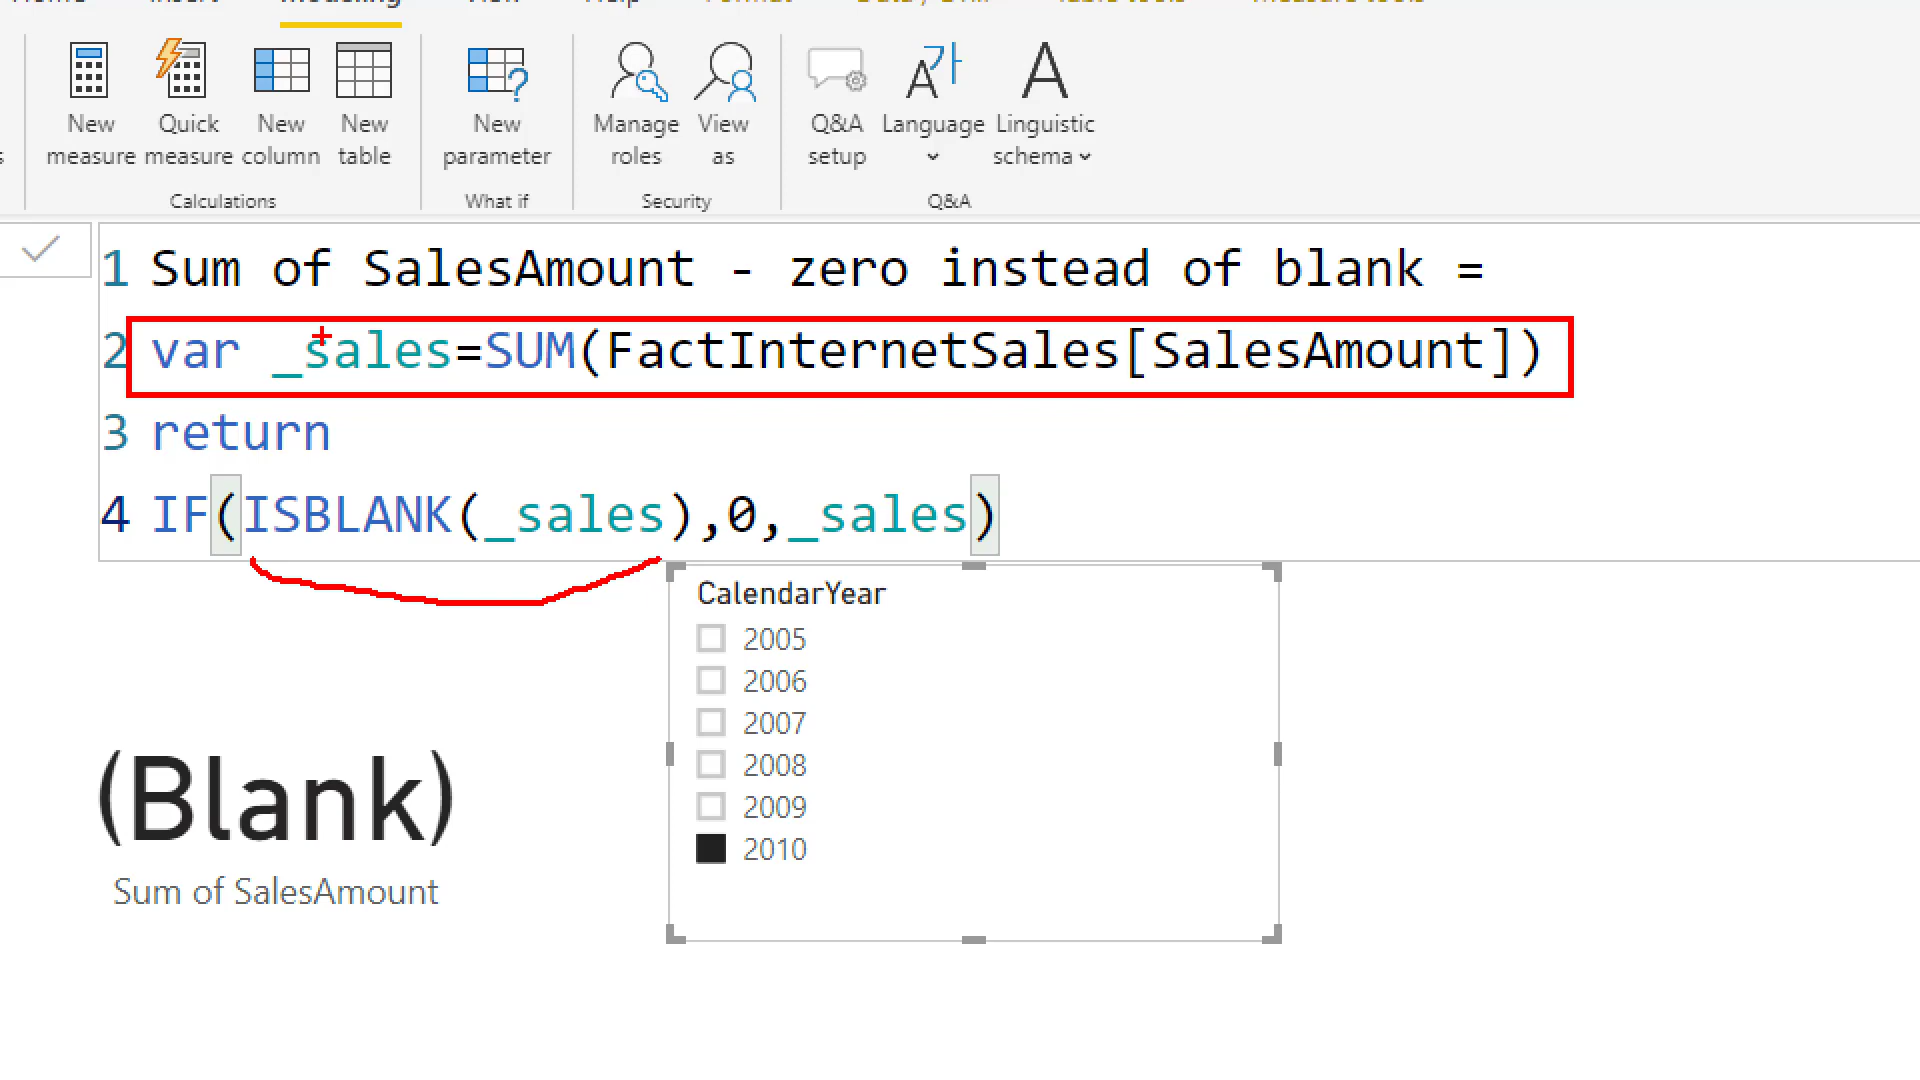 New measure
Quick measure
New column
New table
Calculations
New parameter
What if
Manage roles
View as
Security
Q&A setup
Language
Linguistic schema
Q&A
1 Sum of SalesAmount - zero instead of blank =
2 var _sales=SUM(FactInternetSales[SalesAmount])
3 return
4 IF(ISBLANK(_sales),0,_sales)
CalendarYear
2005
2006
2007
2008
2009
2010
(Blank)
Sum of SalesAmount